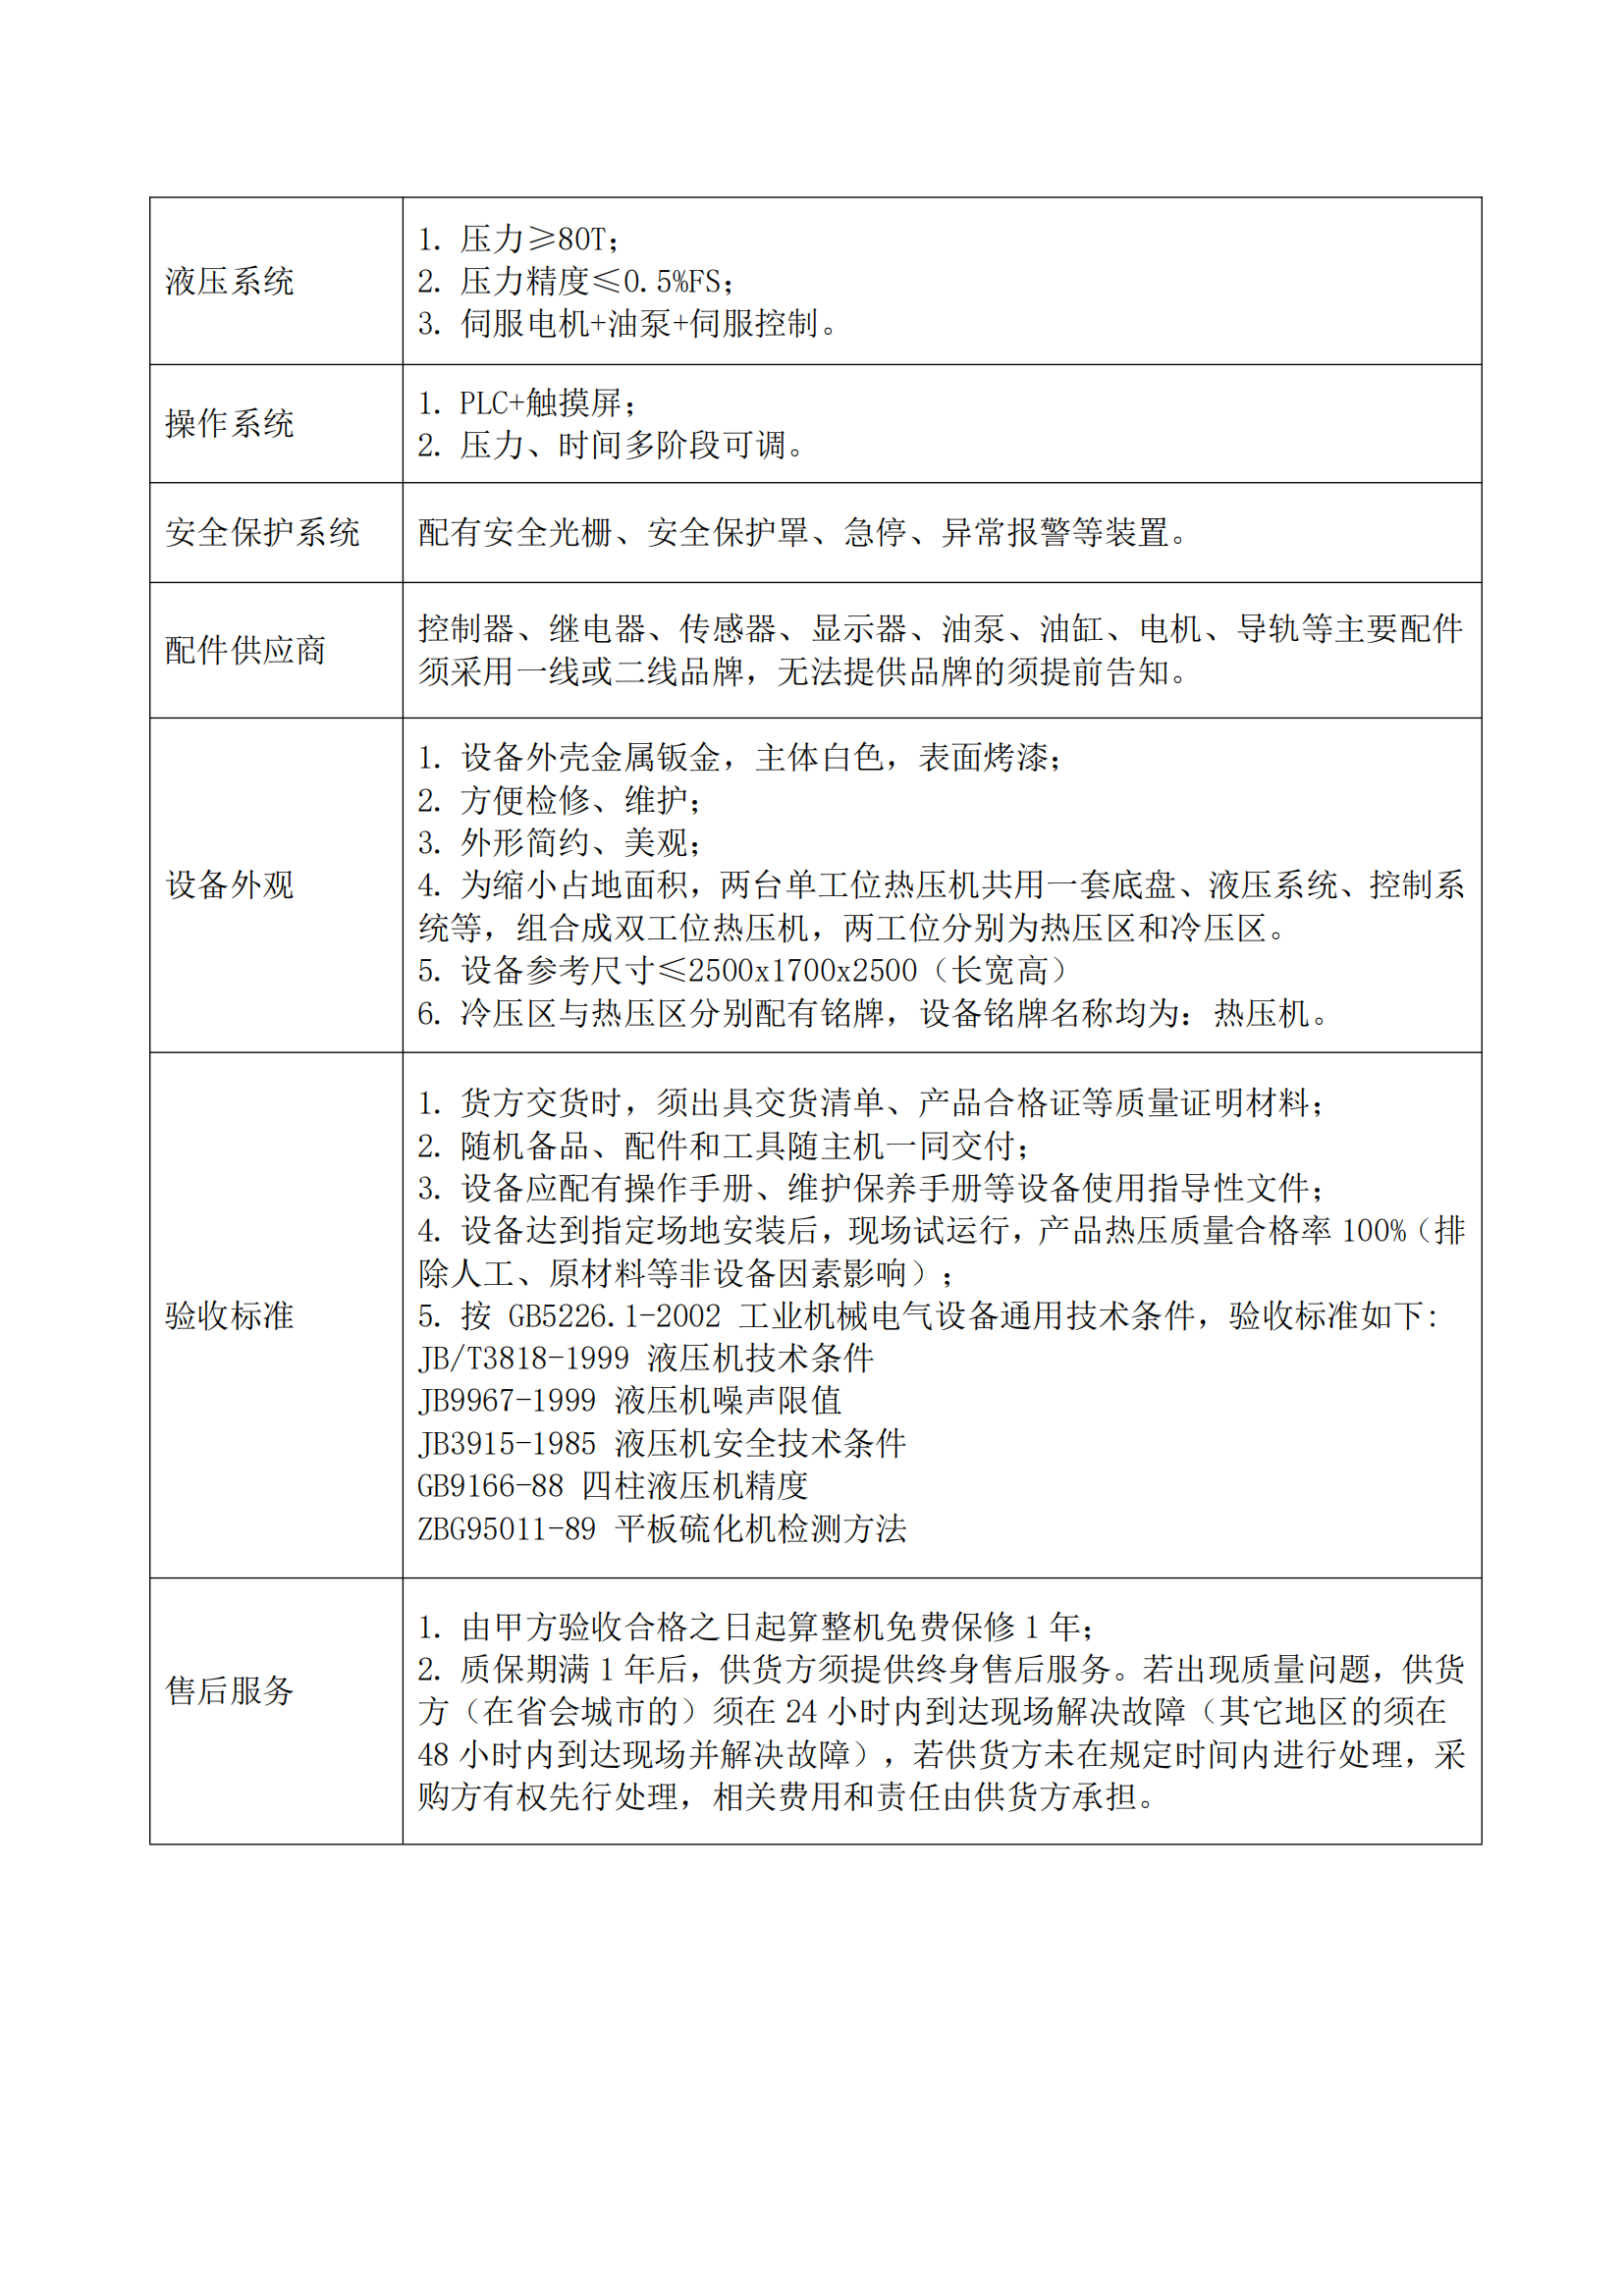 液压系统
1. 压力≥80T；
2. 压力精度≤0.5%FS；
3. 伺服电机+油泵+伺服控制。
操作系统
1. PLC+触摸屏；
2. 压力、时间多阶段可调。
安全保护系统
配有安全光栅、安全保护罩、急停、异常报警等装置。
配件供应商
控制器、继电器、传感器、显示器、油泵、油缸、电机、导轨等主要配件
须采用一线或二线品牌，无法提供品牌的须提前告知。
设备外观
1. 设备外壳金属钣金，主体白色，表面烤漆；
2. 方便检修、维护；
3. 外形简约、美观；
4. 为缩小占地面积，两台单工位热压机共用一套底盘、液压系统、控制系
统等，组合成双工位热压机，两工位分别为热压区和冷压区。
5. 设备参考尺寸≤2500x1700x2500（长宽高）
6. 冷压区与热压区分别配有铭牌，设备铭牌名称均为：热压机。
验收标准
1. 货方交货时，须出具交货清单、产品合格证等质量证明材料；
2. 随机备品、配件和工具随主机一同交付；
3. 设备应配有操作手册、维护保养手册等设备使用指导性文件；
4. 设备达到指定场地安装后，现场试运行，产品热压质量合格率 100%（排
除人工、原材料等非设备因素影响）；
5. 按 GB5226.1-2002 工业机械电气设备通用技术条件，验收标准如下：
JB/T3818-1999 液压机技术条件
JB9967-1999 液压机噪声限值
JB3915-1985 液压机安全技术条件
GB9166-88 四柱液压机精度
ZBG95011-89 平板硫化机检测方法
售后服务
1. 由甲方验收合格之日起算整机免费保修 1 年；
2. 质保期满 1 年后，供货方须提供终身售后服务。若出现质量问题，供货
方（在省会城市的）须在 24 小时内到达现场解决故障（其它地区的须在
48 小时内到达现场并解决故障），若供货方未在规定时间内进行处理，采
购方有权先行处理，相关费用和责任由供货方承担。